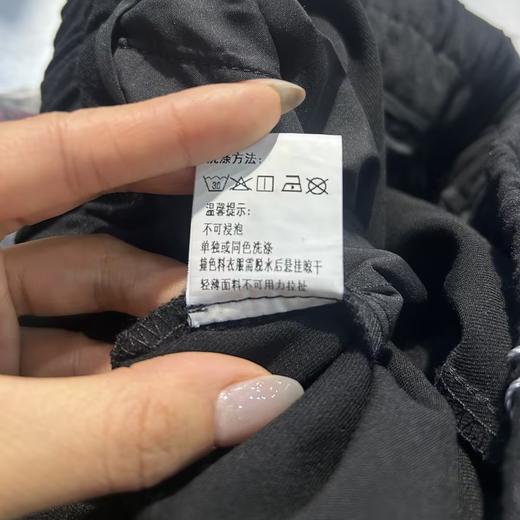 洗涤方法：
30
温馨提示：
不可浸泡
单独或同色洗涤
撞色料衣服需脱水后悬挂晾干
轻薄面料不可用力拉扯